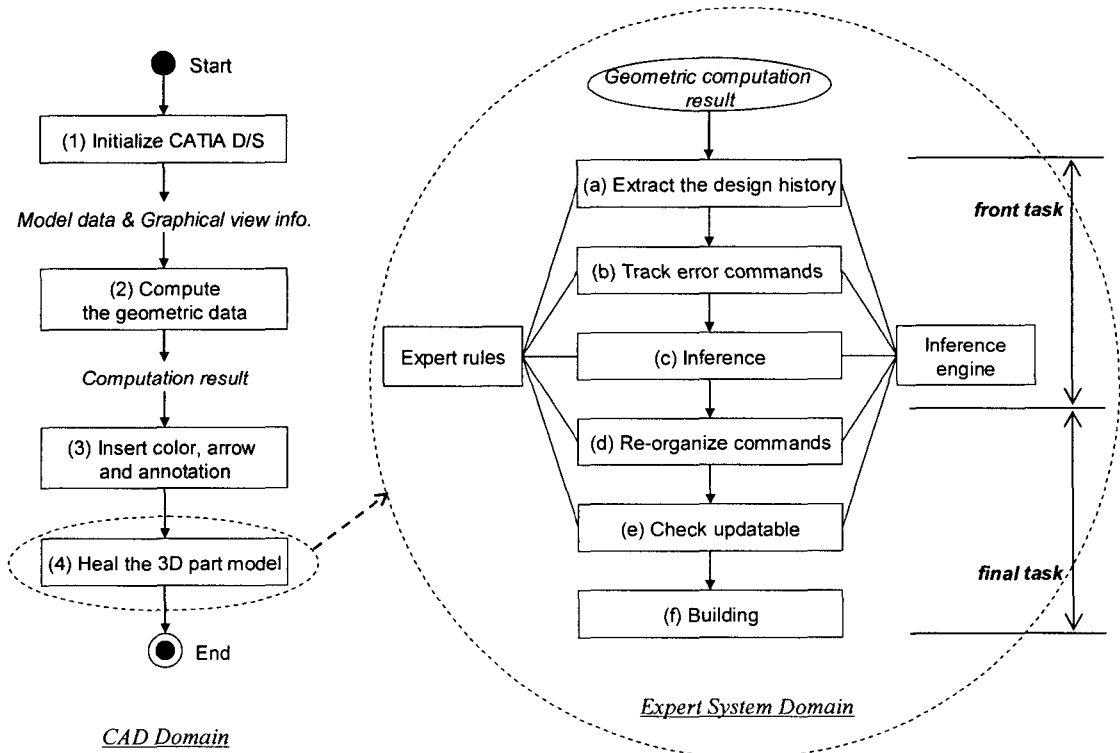 Start
(1) Initialize CATIA D/S
Model data & Graphical view info.
(2) Compute
the geometric data
Computation result
(3) Insert color, arrow
and annotation
(4) Heal the 3D part model
End
CAD Domain
Geometric computation
result
(a) Extract the design history
(b) Track error commands
Expert rules
(c) Inference
Inference
engine
(d) Re-organize commands
(e) Check updatable
(f) Building
front task
final task
Expert System Domain